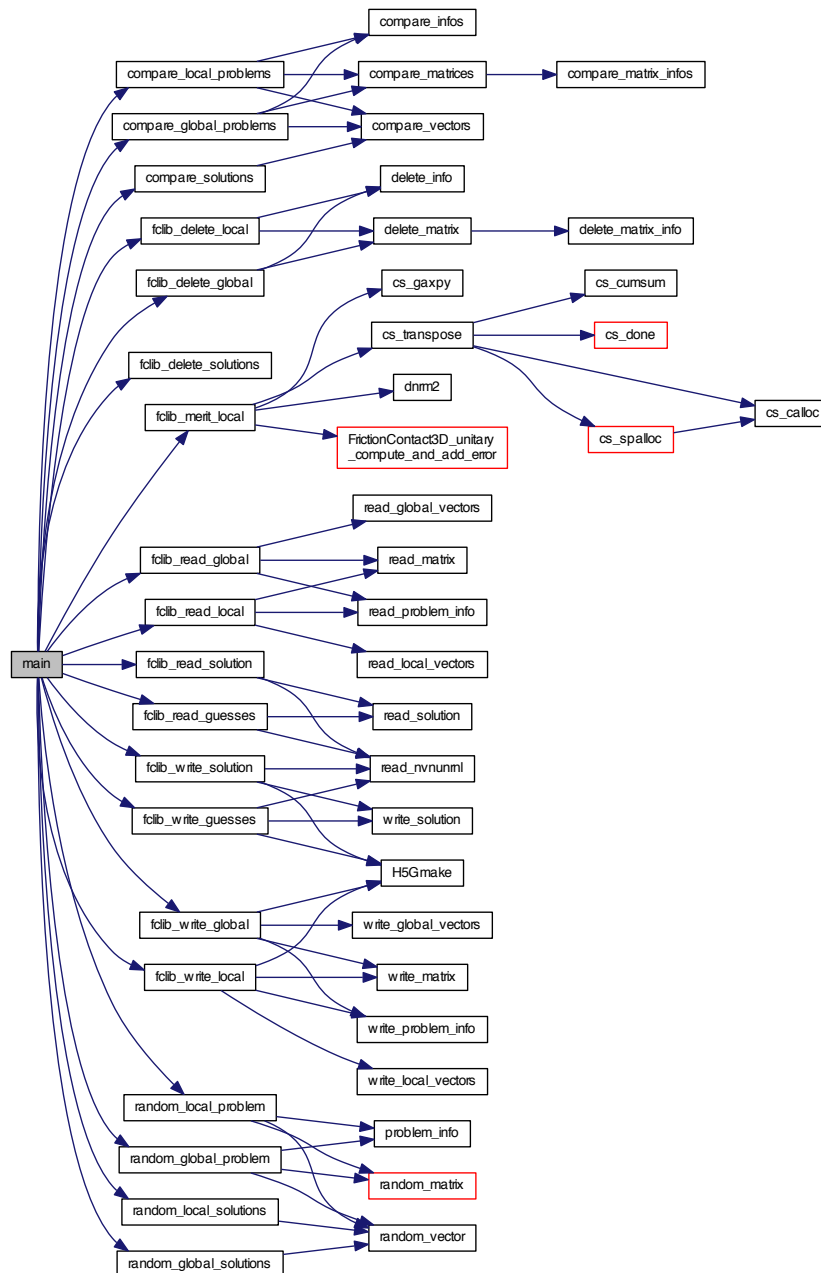 compare_infos
compare_local_problems
compare_matrices
compare_matrix_infos
compare_global_problems
compare_vectors
compare_solutions
delete_info
fclib_delete_local
delete_matrix
delete_matrix_info
fclib_delete_global
cs_gaxpy
cs_cumsum
cs_transpose
cs_done
fclib_delete_solutions
dnrm2
fclib_merit_local
cs_calloc
FrictionContact3D_unitary
_compute_and_add_error
cs_spalloc
read_global_vectors
fclib_read_global
read_matrix
fclib_read_local
read_problem_info
main
fclib_read_solution
read_local_vectors
fclib_read_guesses
read_solution
fclib_write_solution
read_nvnunrnl
fclib_write_guesses
write_solution
H5Gmake
fclib_write_global
write_global_vectors
fclib_write_local
write_matrix
write_problem_info
write_local_vectors
random_local_problem
problem_info
random_global_problem
random_matrix
random_local_solutions
random_vector
random_global_solutions